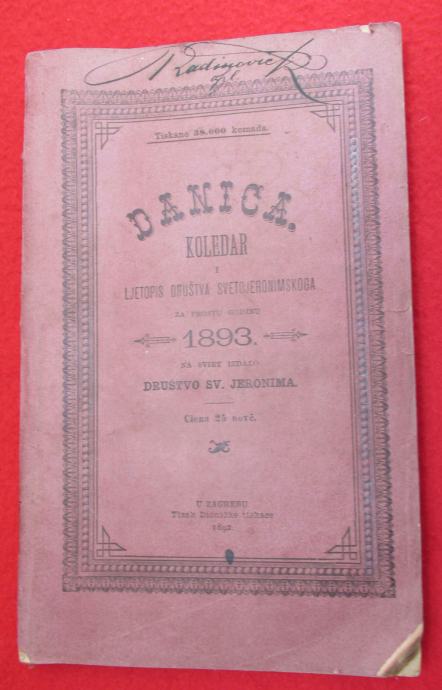 Radinović
Tiskano 38.000 komada.
DANICA.
KOLEDAR
I
LJETOPIS DRUŠTVA SVETOJERONIMSKOGA
ZA PROSTU GODINU
1893.
NA SVIET IZDALO
DRUŠTVO SV. JERONIMA.
Ciena 25 novč.
U ZAGREBU
Tisak Dioničke tiskare
1892.